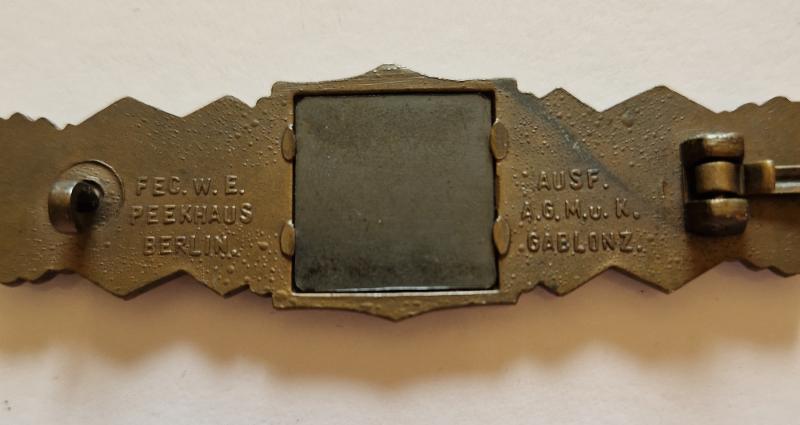 FEC. W. E.
PEEKHAUS
BERLIN.
AUSF.
A.G.M.u.K.
GABLONZ.